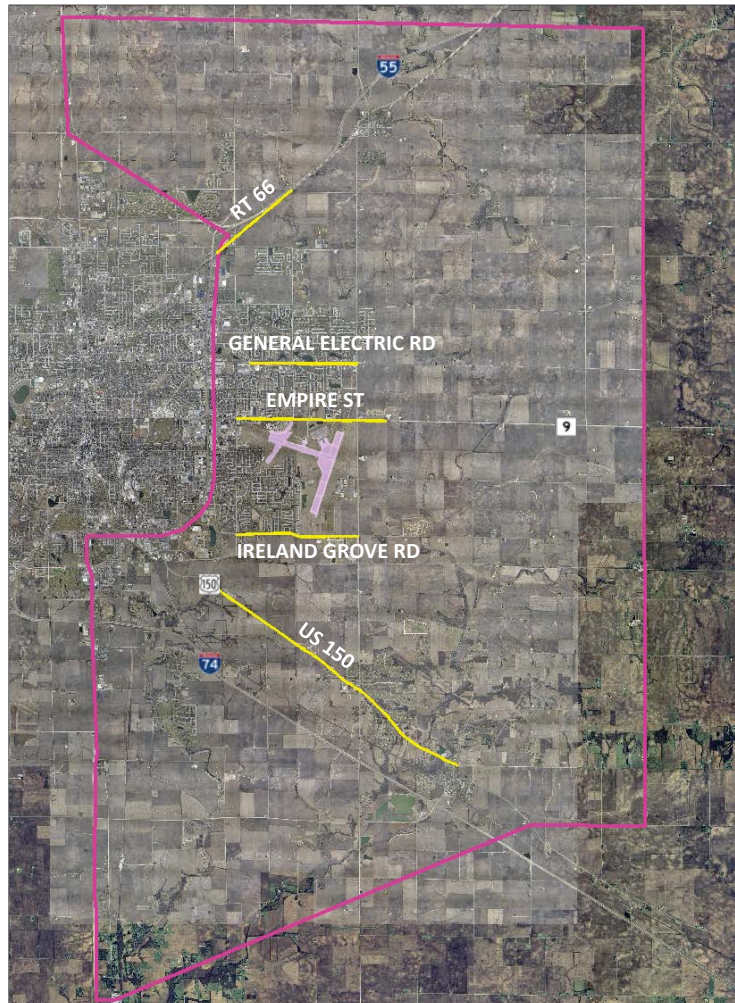 55
RT 66
GENERAL ELECTRIC RD
EMPIRE ST
9
IRELAND GROVE RD
150
US 150
74